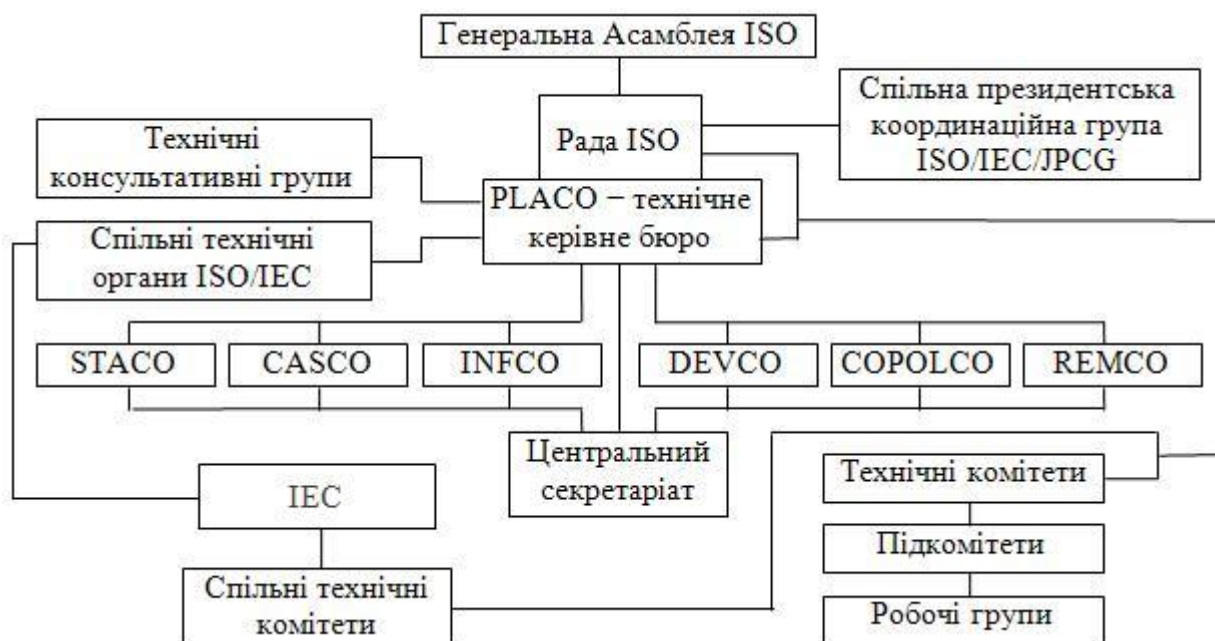 Генеральна Асамблея ISO
Спільна президентська
координаційна група
ISO/IEC/JPCG
Рада ISO
Технічні
консультативні групи
PLACO – технічне
керівне бюро
Спільні технічні
органи ISO/IEC
STACO
CASCO
INFCO
DEVCO
COPOLCO
REMCO
Центральний
секретаріат
Технічні комітети
IEC
Підкомітети
Спільні технічні
комітети
Робочі групи